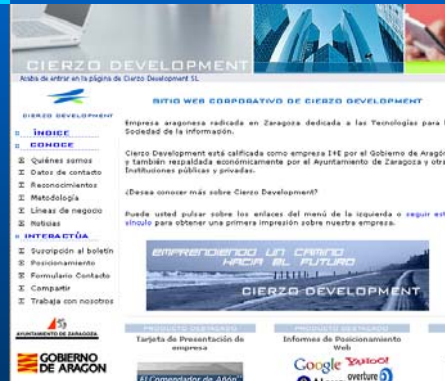 CIERZO DEVELOPMENT
Acaba de entrar en la página de Cierzo Development SL
CIERZO DEVELOPMENT
ÍNDICE
CONOCE
Quiénes somos
Datos de contacto
Reconocimientos
Metodología
Líneas de negocio
Noticias
INTERACTÚA
Suscripción al boletín
Posicionamiento
Formulario Contacto
Compartir
Trabaja con nosotros
AYUNTAMIENTO DE ZARAGOZA
GOBIERNO
DE ARAGON
SITIO WEB CORPORATIVO DE CIERZO DEVELOPMENT
Empresa aragonesa radicada en Zaragoza dedicada a las Tecnologías para l
Sociedad de la información.
Cierzo Development está calificada como empresa I+E por el Gobierno de Aragón
y también respaldada económicamente por el Ayuntamiento de Zaragoza y otra
Instituciones públicas y privadas.
¿Desea conocer más sobre Cierzo Development?
Puede usted pulsar sobre los enlaces del menú de la izquierda o seguir est
vínculo para obtener una primera impresión sobre nuestra empresa.
EMPRENDIENDO UN CAMINO
HACIA EL FUTURO
CIERZO DEVELOPMENT
PRODUCTO DESTACADO
Tarjeta de Presentación de
empresa
"El Comendador de Añón"
PRODUCTO DESTACADO
Informes de Posicionamiento
Web
Google Yahoo!
overture